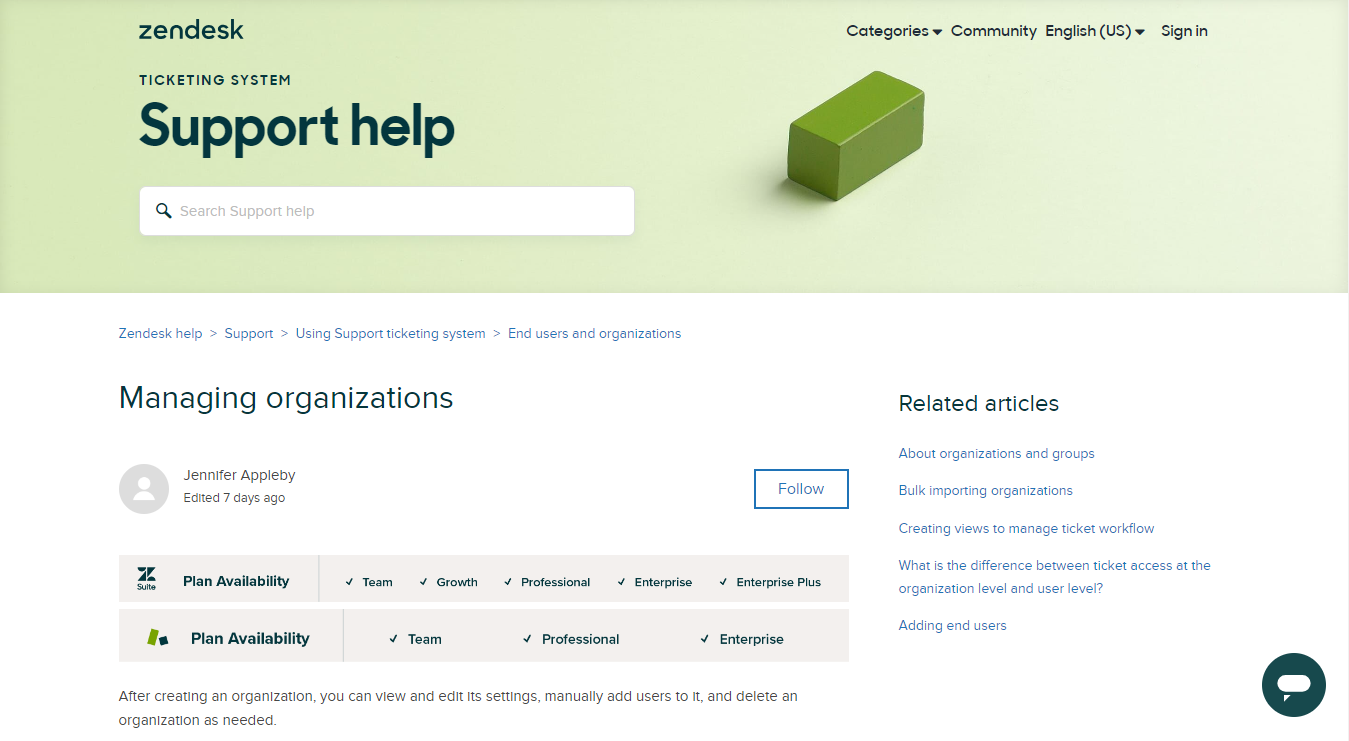 zendesk
Categories Community English (US) Sign in
TICKETING SYSTEM
Support help
Search Support help
Zendesk help > Support > Using Support ticketing system > End users and organizations
Managing organizations
Jennifer Appleby
Edited 7 days ago
Follow
Suite Plan Availability ✓ Team ✓ Growth ✓ Professional ✓ Enterprise ✓ Enterprise Plus
Plan Availability ✓ Team ✓ Professional ✓ Enterprise
After creating an organization, you can view and edit its settings, manually add users to it, and delete an
organization as needed.
Related articles
About organizations and groups
Bulk importing organizations
Creating views to manage ticket workflow
What is the difference between ticket access at the
organization level and user level?
Adding end users